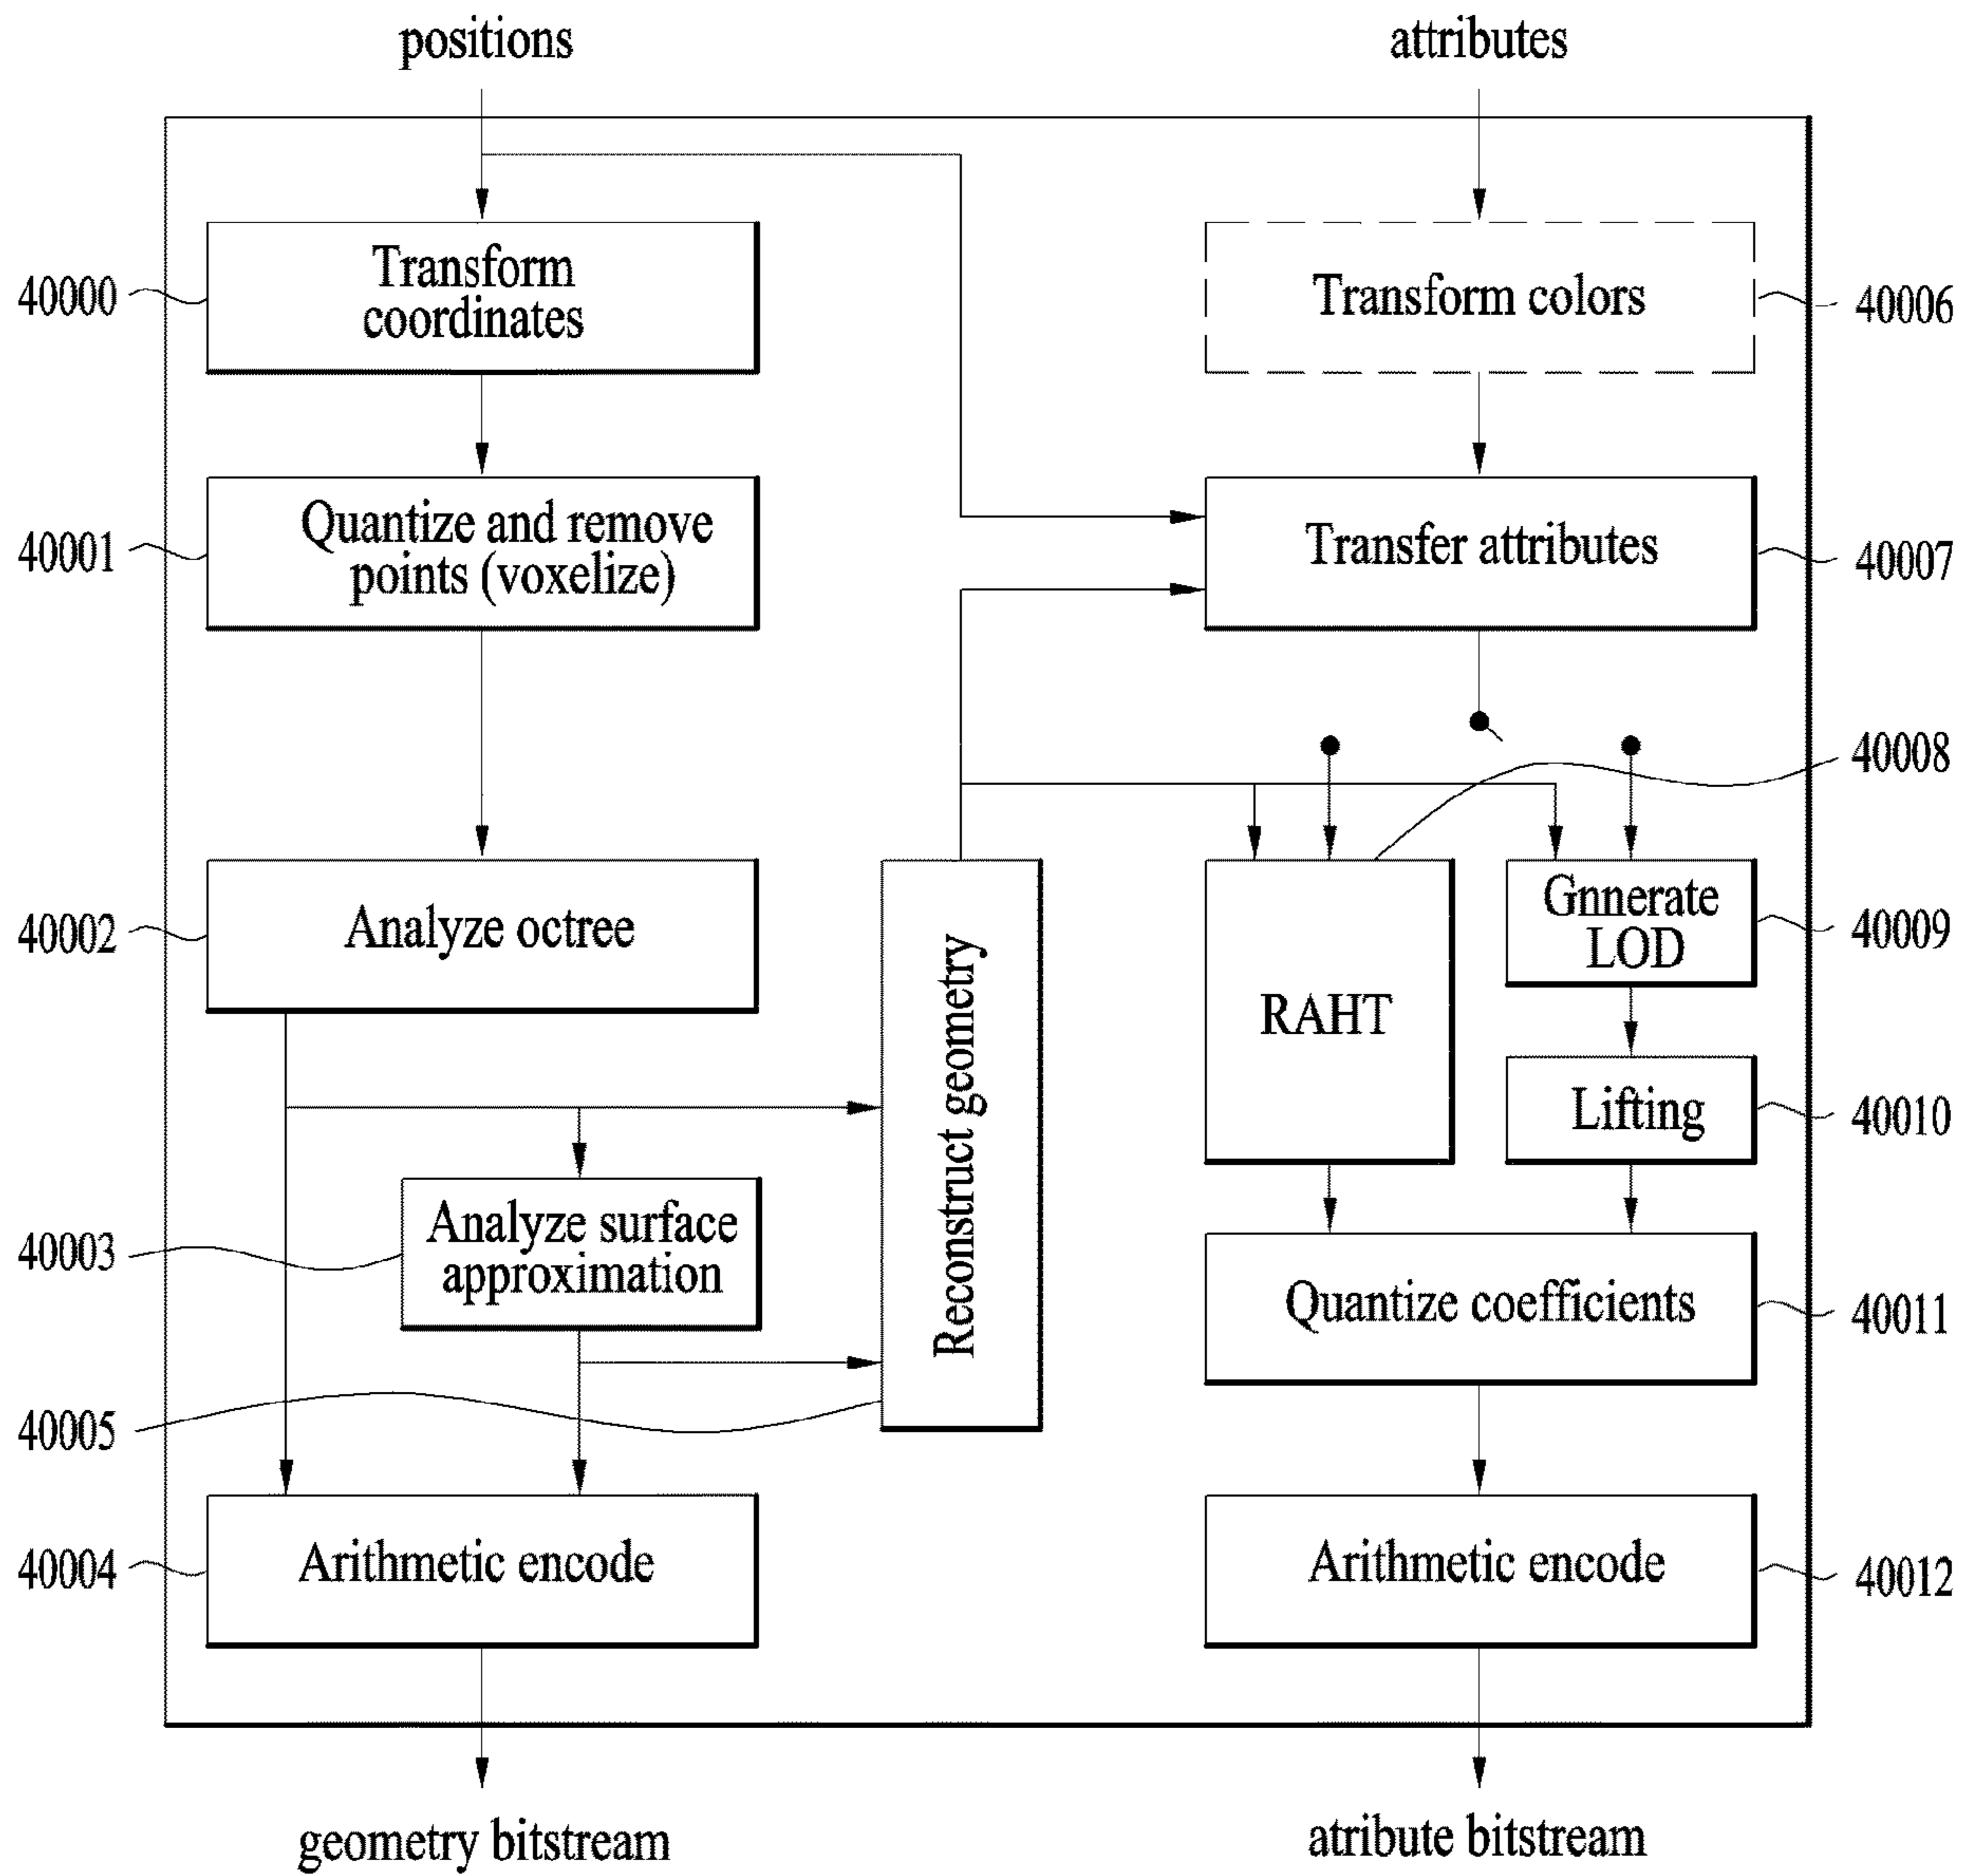 positions
attributes
40000
Transform
coordinates
Transform colors
40006
40001
Quantize and remove
points (voxelize)
Transfer attributes
40007
40008
40002
Analyze octree
Reconstruct geometry
RAHT
Gnnerate
LOD
40009
Lifting
40010
40003
Analyze surface
approximation
Quantize coefficients
40011
40005
40004
Arithmetic encode
Arithmetic encode
40012
geometry bitstream
atribute bitstream